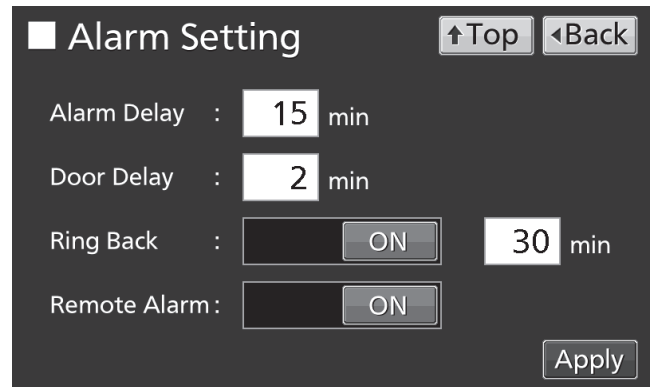 Alarm Setting ↑Top ◂Back
Alarm Delay : 15 min
Door Delay : 2 min
Ring Back : ON 30 min
Remote Alarm : ON
Apply